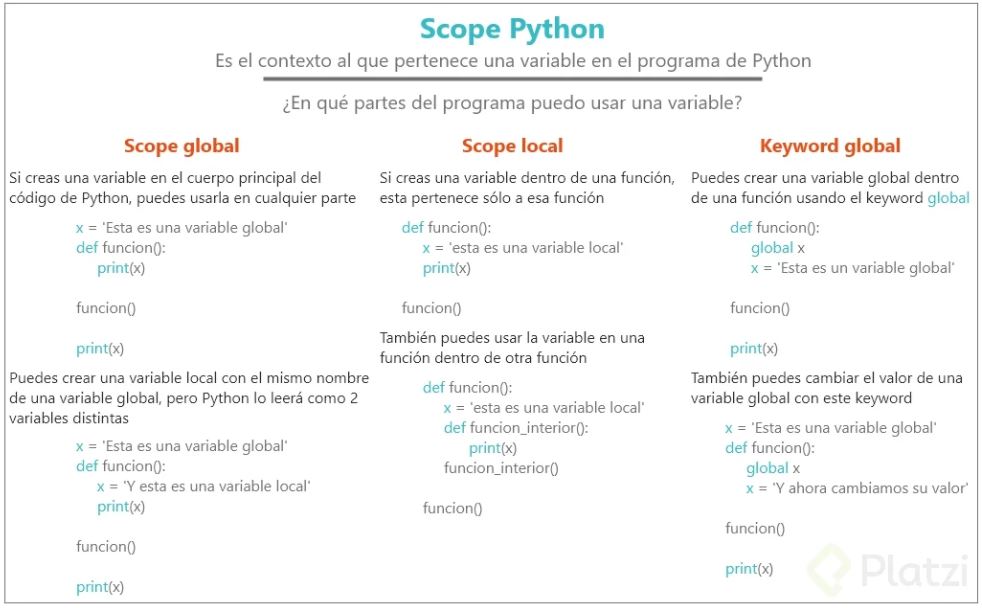 Scope Python
Es el contexto al que pertenece una variable en el programa de Python
¿En qué partes del programa puedo usar una variable?
Scope global
Si creas una variable en el cuerpo principal del
código de Python, puedes usarla en cualquier parte
x = 'Esta es una variable global'
def funcion():
print(x)
funcion()
print(x)
Puedes crear una variable local con el mismo nombre
de una variable global, pero Python lo leerá como 2
variables distintas
x = 'Esta es una variable global'
def funcion():
x = 'Y esta es una variable local'
print(x)
funcion()
print(x)
Scope local
Si creas una variable dentro de una función,
esta pertenece sólo a esa función
def funcion():
x = 'esta es una variable local'
print(x)
funcion()
También puedes usar la variable en una
función dentro de otra función
def funcion():
x = 'esta es una variable local'
def funcion_interior():
print(x)
funcion_interior()
funcion()
Keyword global
Puedes crear una variable global dentro
de una función usando el keyword global
def funcion():
global x
x = 'Esta es un variable global'
funcion()
print(x)
También puedes cambiar el valor de una
variable global con este keyword
x = 'Esta es una variable global'
def funcion():
global x
x = 'Y ahora cambiamos su valor'
funcion()
print(x)
Platzi